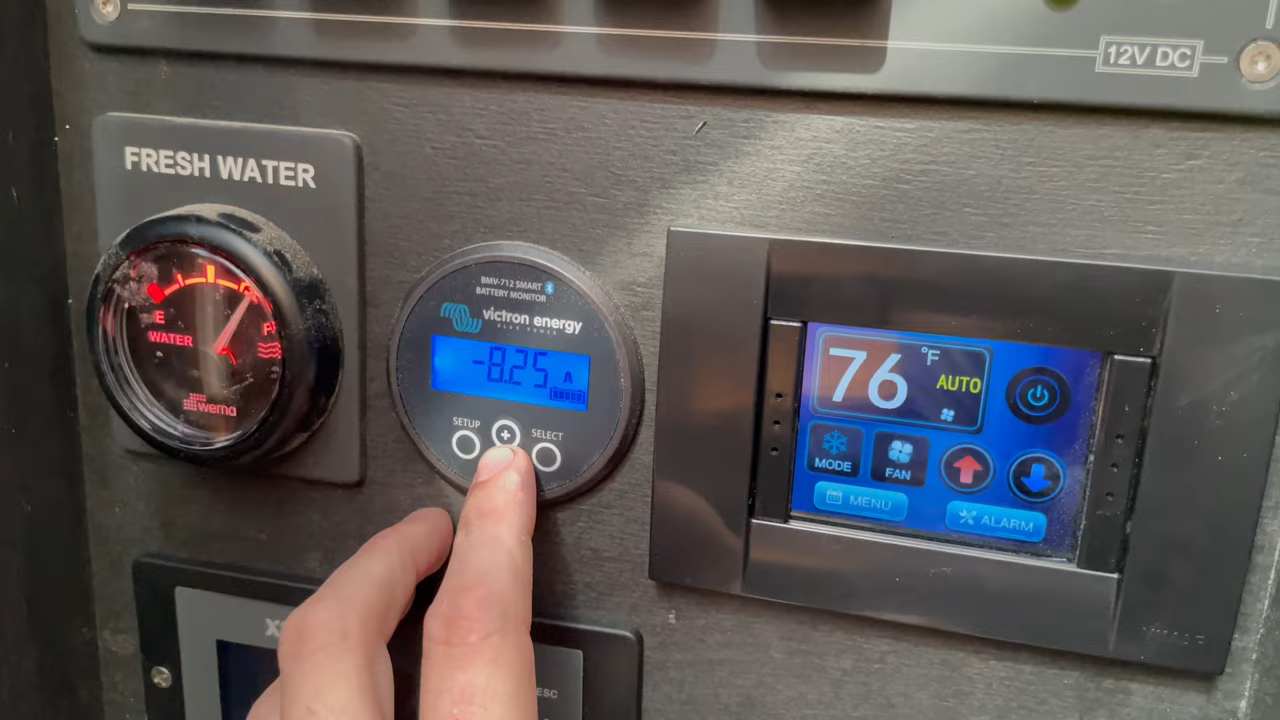 12V DC
FRESH WATER
E
WATER
wema
BMV-712 SMART
BATTERY MONITOR
victron energy
BLUE POWER
-8.25 A
SETUP
SELECT
76 °F
AUTO
MODE
FAN
MENU
ALARM
ESC